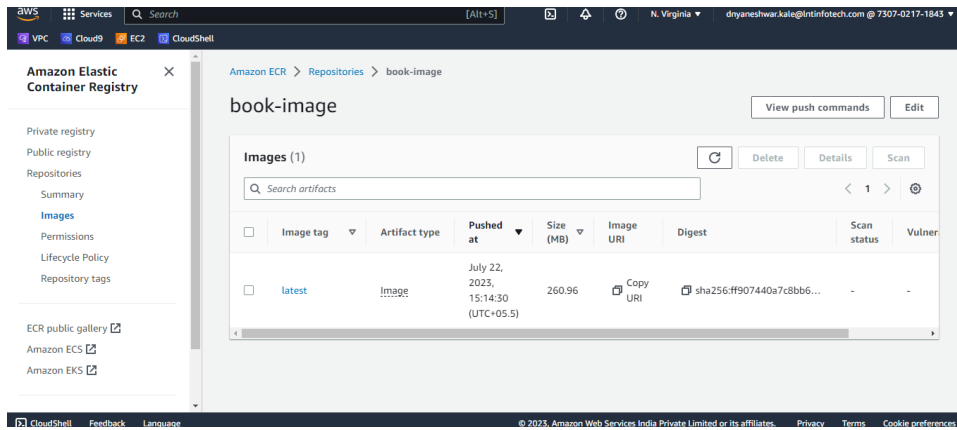 aws Services Search [Alt+S] N. Virginia dnyaneshwar.kale@lntinfotech.com @ 7307-0217-1843
VPC Cloud9 EC2 CloudShell
Amazon Elastic
Container Registry
Private registry
Public registry
Repositories
Summary
Images
Permissions
Lifecycle Policy
Repository tags
ECR public gallery
Amazon ECS
Amazon EKS
Amazon ECR > Repositories > book-image
book-image
View push commands Edit
Images (1)
Delete Details Scan
Search artifacts
1
Image tag Artifact type Pushed at Size (MB) Image URI Digest Scan status Vulner
latest Image July 22, 2023, 15:14:30 (UTC+05.5) 260.96 Copy URI sha256:ff907440a7c8bb6... - -
CloudShell Feedback Language © 2023, Amazon Web Services India Private Limited or its affiliates. Privacy Terms Cookie preferences